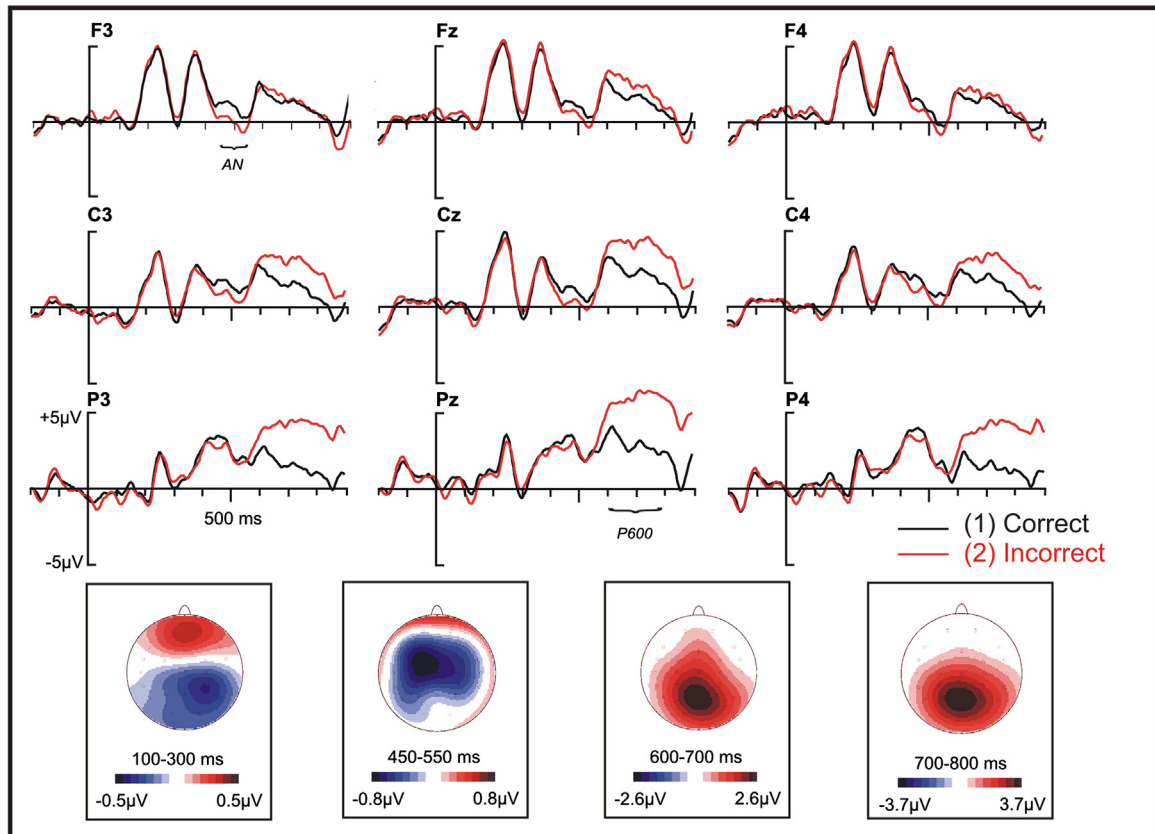 F3 Fz F4
AN
C3 Cz C4
P3 Pz P4
+5µV
500 ms
-5µV
P600
(1) Correct
(2) Incorrect
100-300 ms 450-550 ms 600-700 ms 700-800 ms
-0.5µV 0.5µV -0.8µV 0.8µV -2.6µV 2.6µV -3.7µV 3.7µV